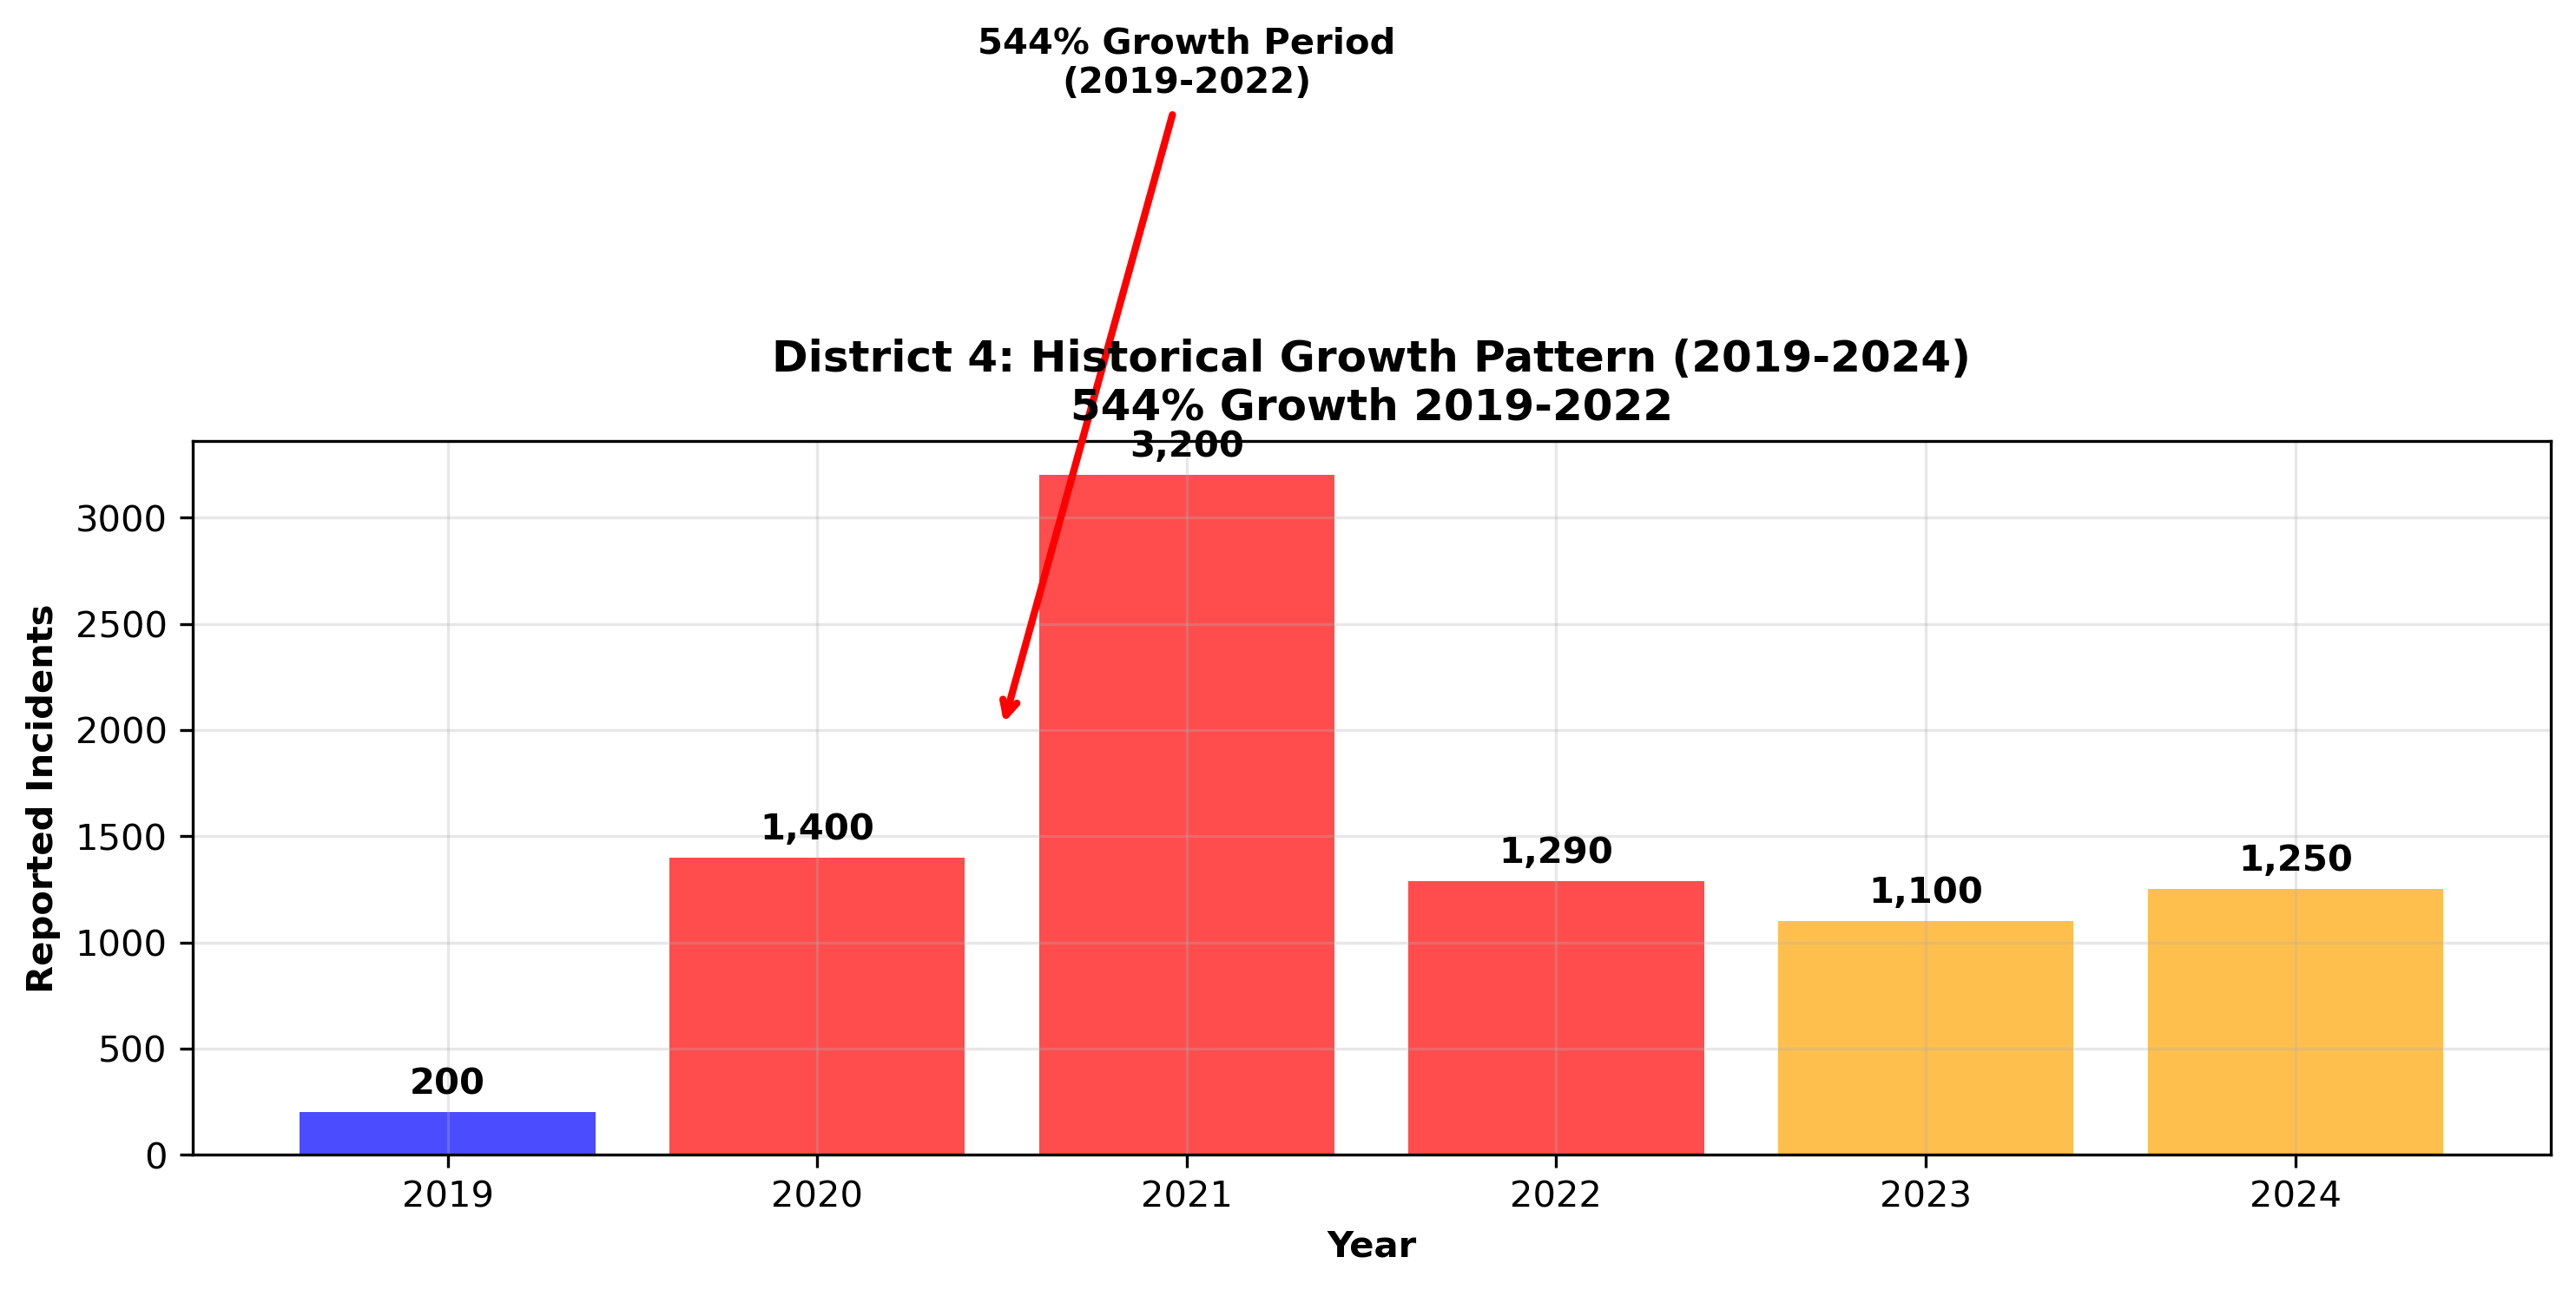 544% Growth Period
(2019-2022)
District 4: Historical Growth Pattern (2019-2024)
544% Growth 2019-2022
3,200
3000
2500
2000
1,400
1500
1,290
1,250
1,100
1000
500
200
0
Reported Incidents
2019 2020 2021 2022 2023 2024
Year